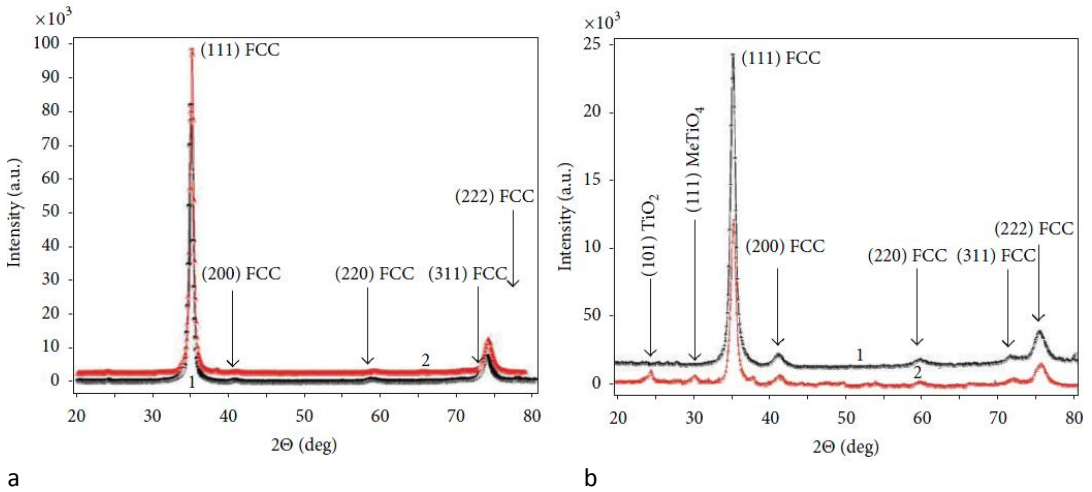 ×10³
100
90
80
70
60
50
40
30
20
10
0
Intensity (a.u.)
(111) FCC
(222) FCC
(200) FCC
(220) FCC
(311) FCC
2
1
20
30
40
50
60
70
80
2Θ (deg)
a
×10³
25
20
15
10
50
0
Intensity (a.u.)
(111) FCC
(101) TiO₂
(111) MeTiO₄
(200) FCC
(222) FCC
(220) FCC
(311) FCC
1
2
20
30
40
50
60
70
80
2Θ (deg)
b